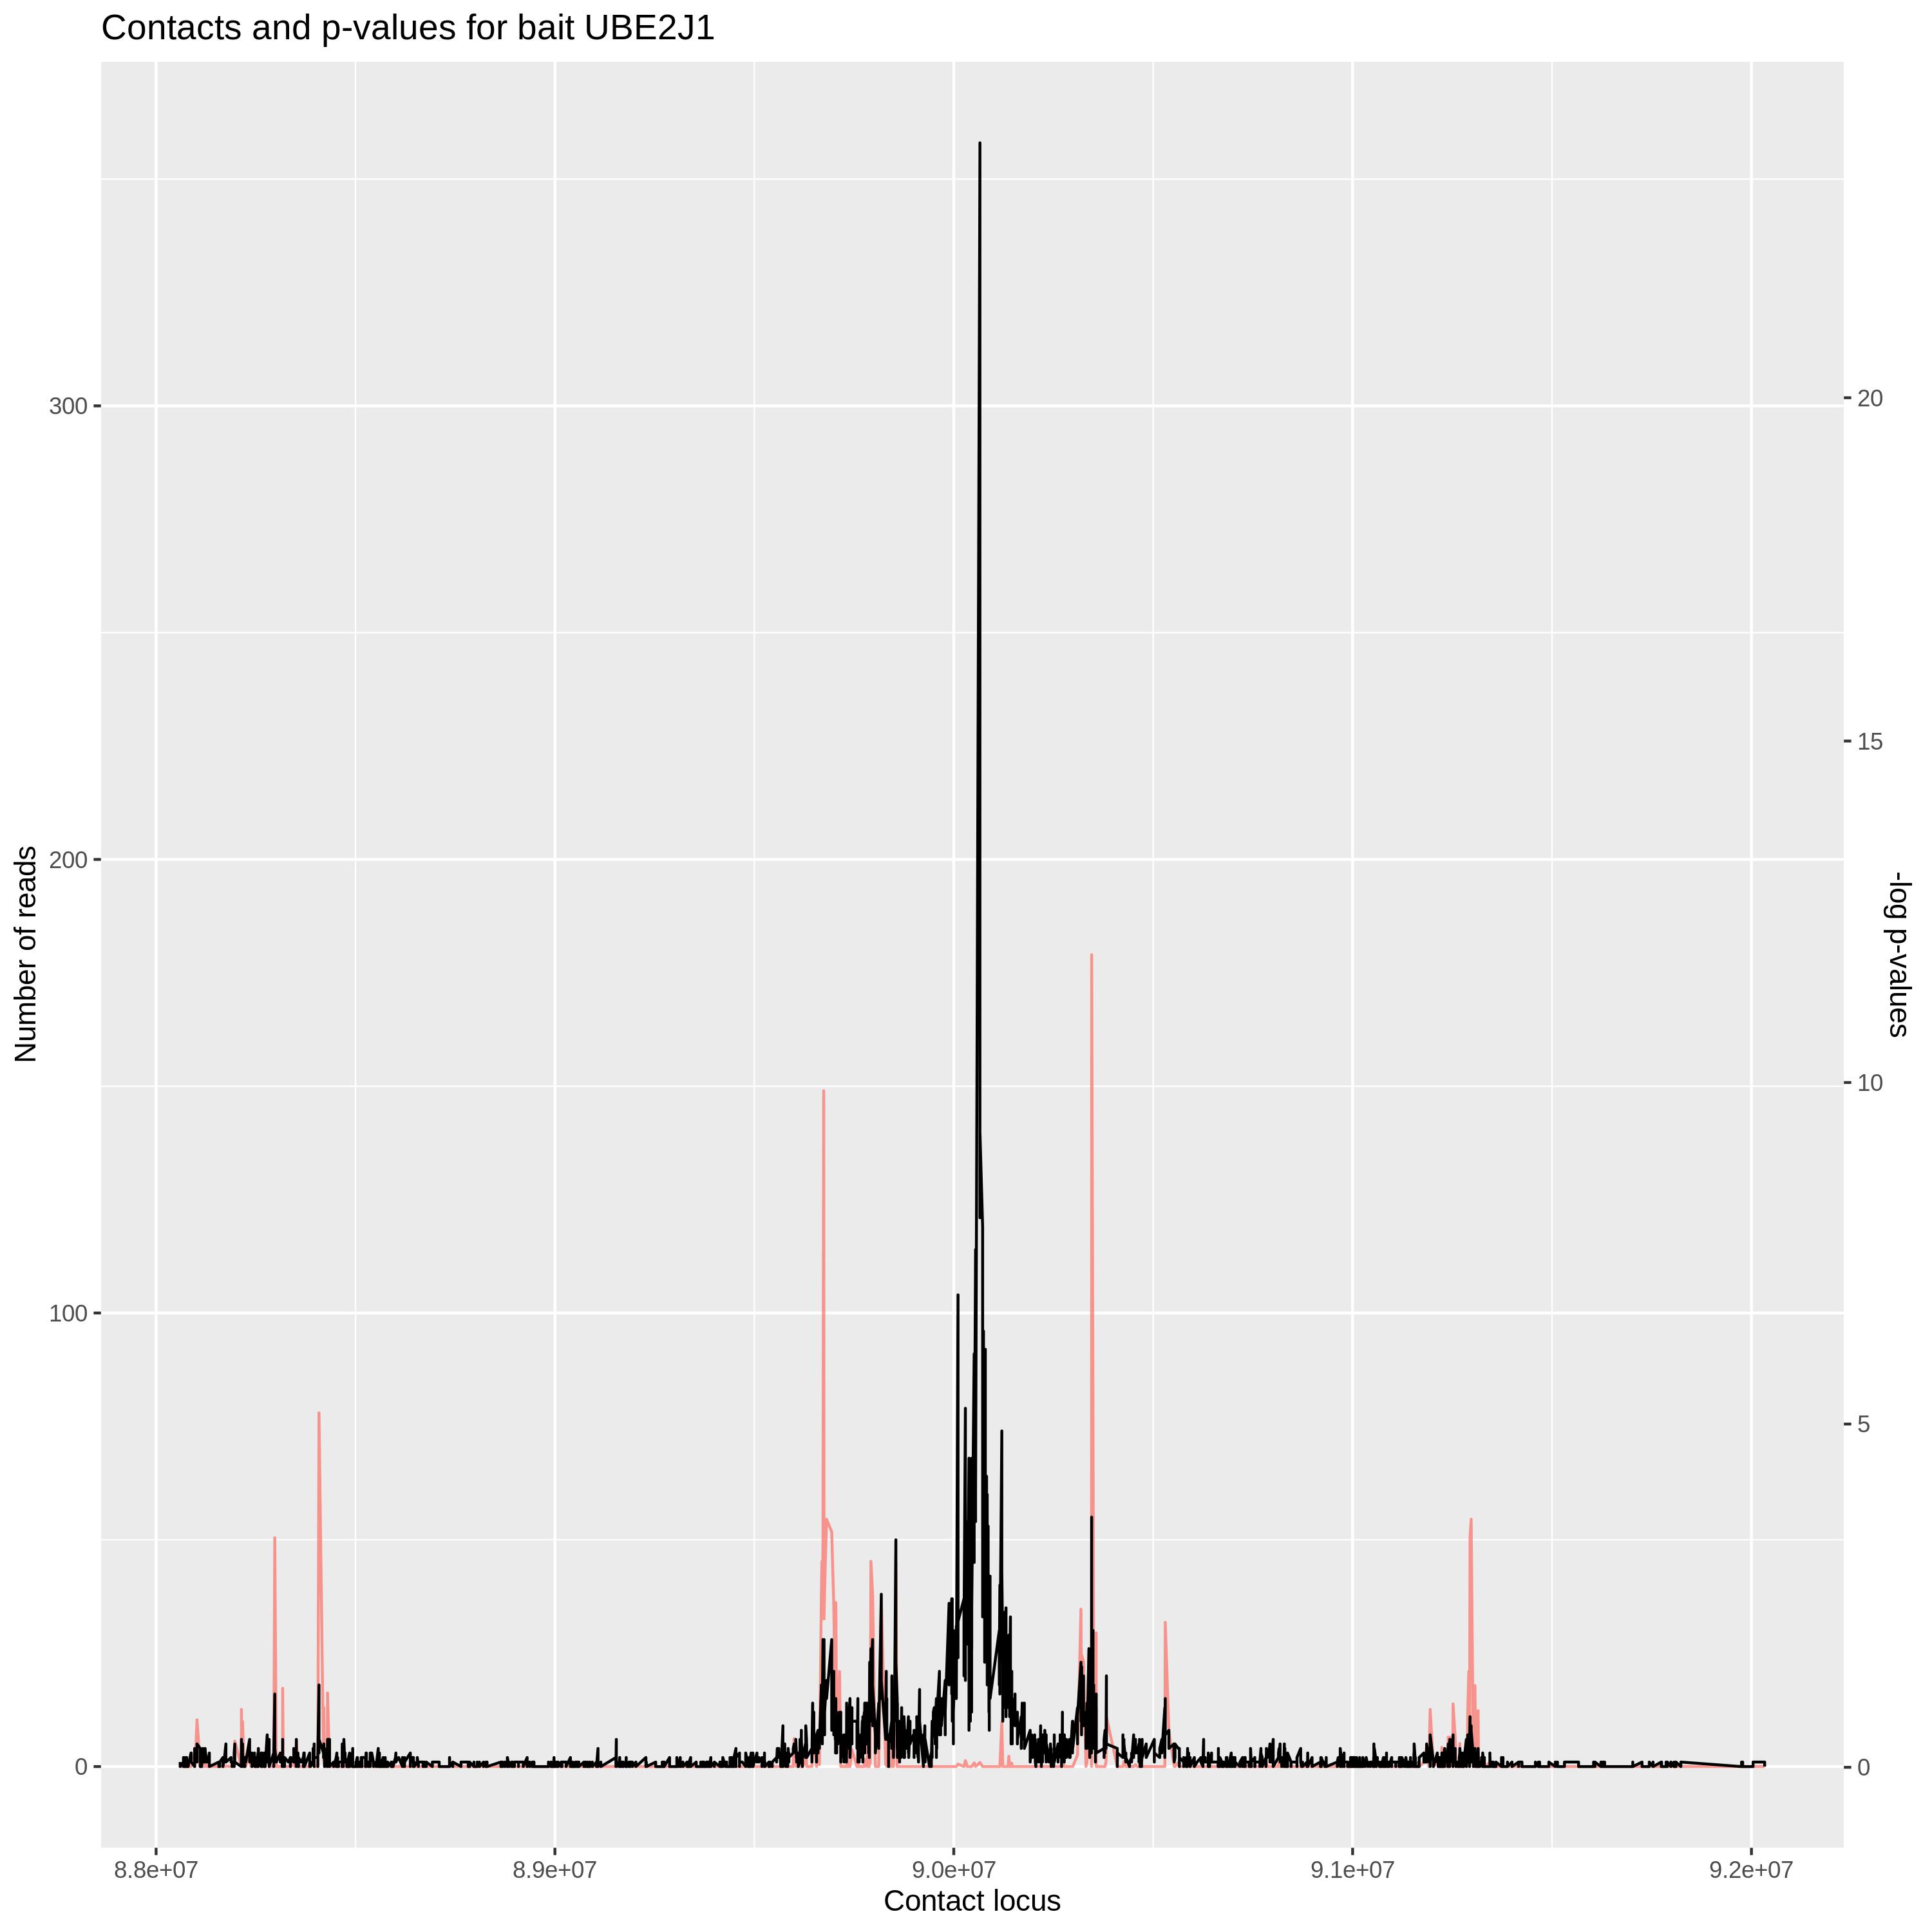 Contacts and p-values for bait UBE2J1
300
200
100
0
Number of reads
20
15
10
5
0
-log p-values
8.8e+07
8.9e+07
9.0e+07
9.1e+07
9.2e+07
Contact locus